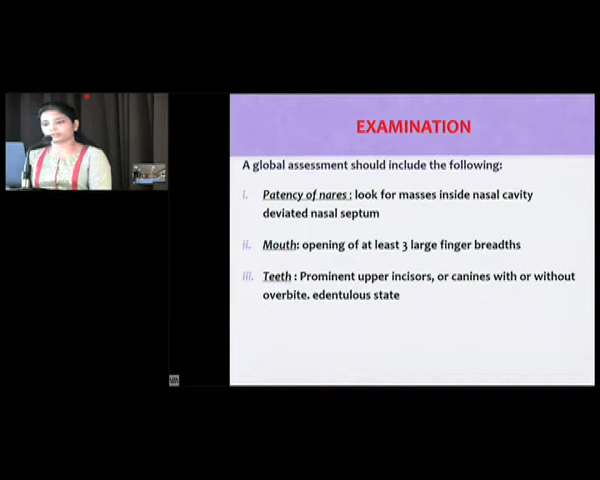 EXAMINATION
A global assessment should include the following:
i. Patency of nares : look for masses inside nasal cavity
deviated nasal septum
ii. Mouth: opening of at least 3 large finger breadths
iii. Teeth : Prominent upper incisors, or canines with or without
overbite. edentulous state